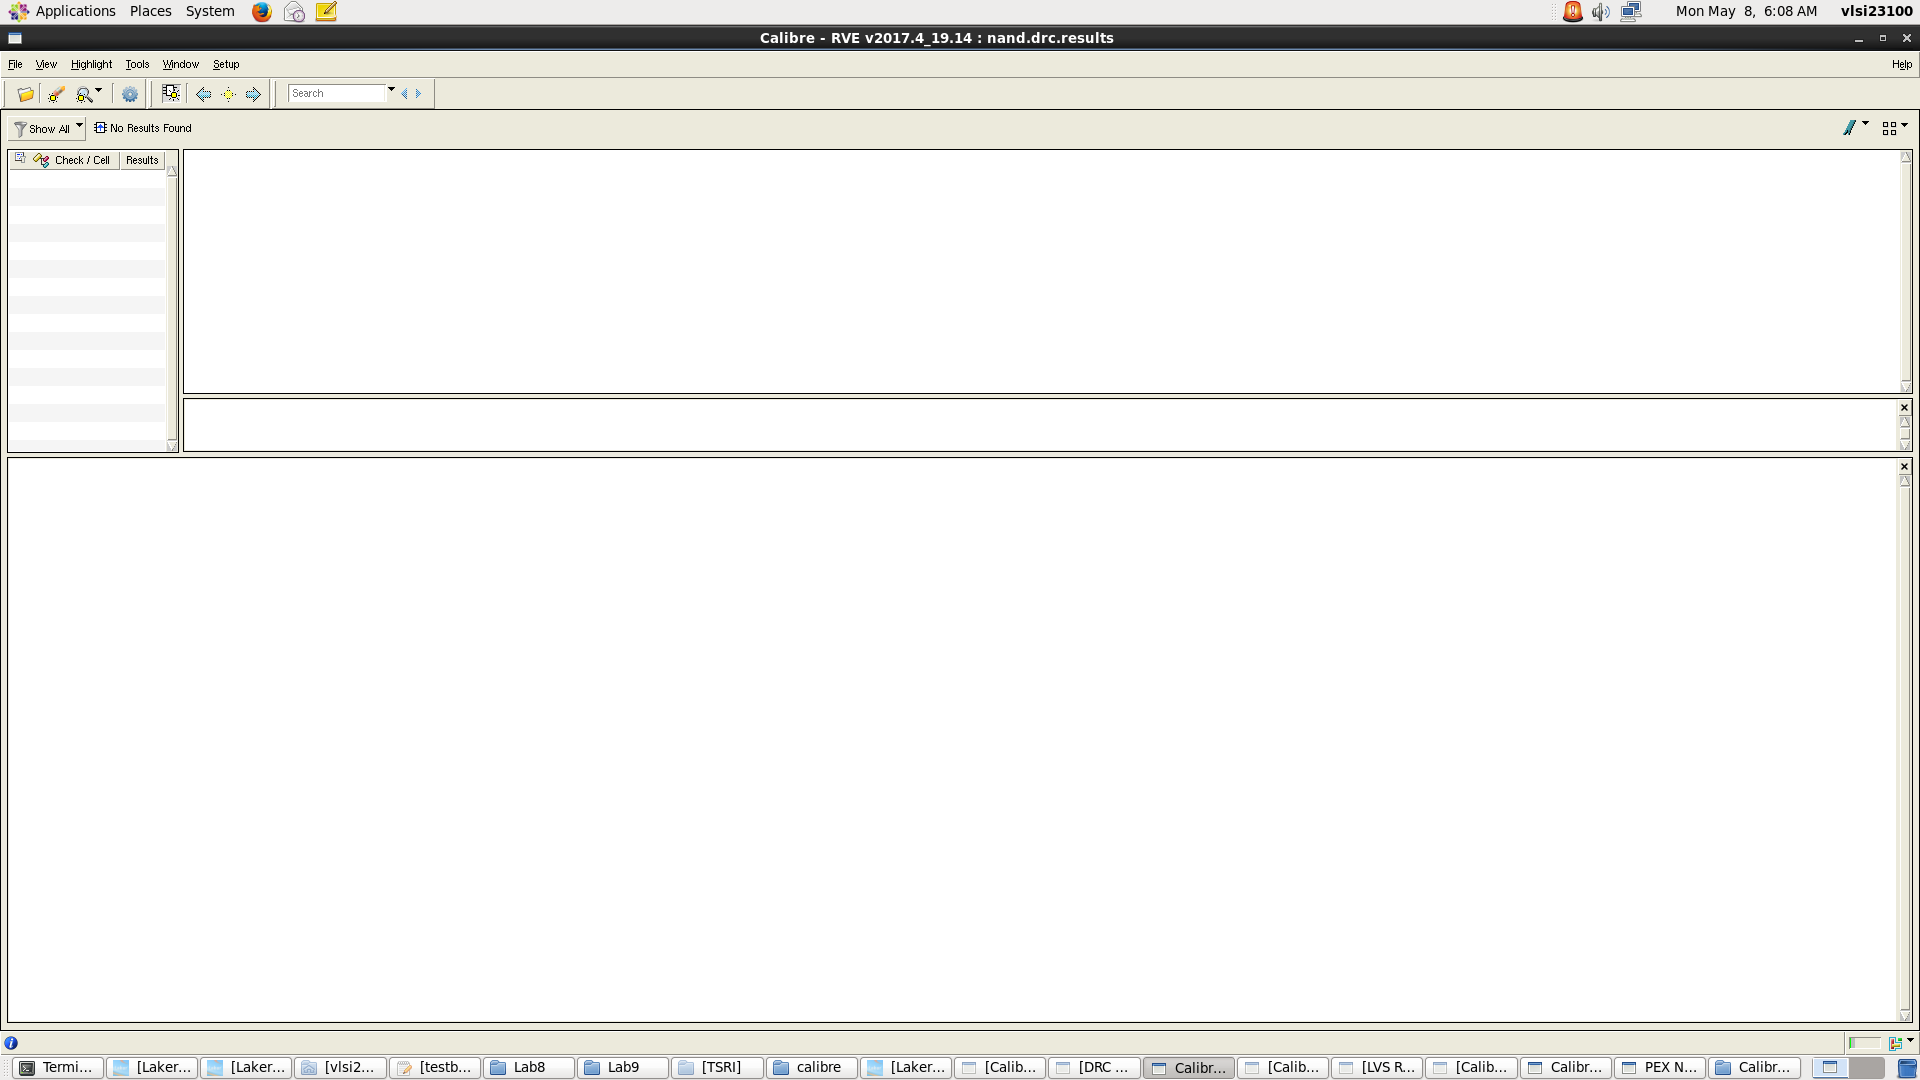 Applications Places System Mon May 8, 6:08 AM vlsi23100
Calibre - RVE v2017.4_19.14 : nand.drc.results
File View Highlight Tools Window Setup Help
Search
Show All No Results Found
Check / Cell Results
Termi... [Laker... [Laker... [vlsi2... [testb... Lab8 Lab9 [TSRI] calibre [Laker... [Calib... [DRC ... Calibr... [Calib... [LVS R... [Calib... Calibr... PEX N... Calibr...